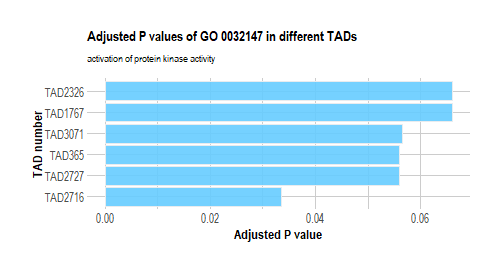 Adjusted P values of GO 0032147 in different TADs
activation of protein kinase activity
TAD2326
TAD1767
TAD3071
TAD365
TAD2727
TAD2716
TAD number
0.00 0.02 0.04 0.06
Adjusted P value